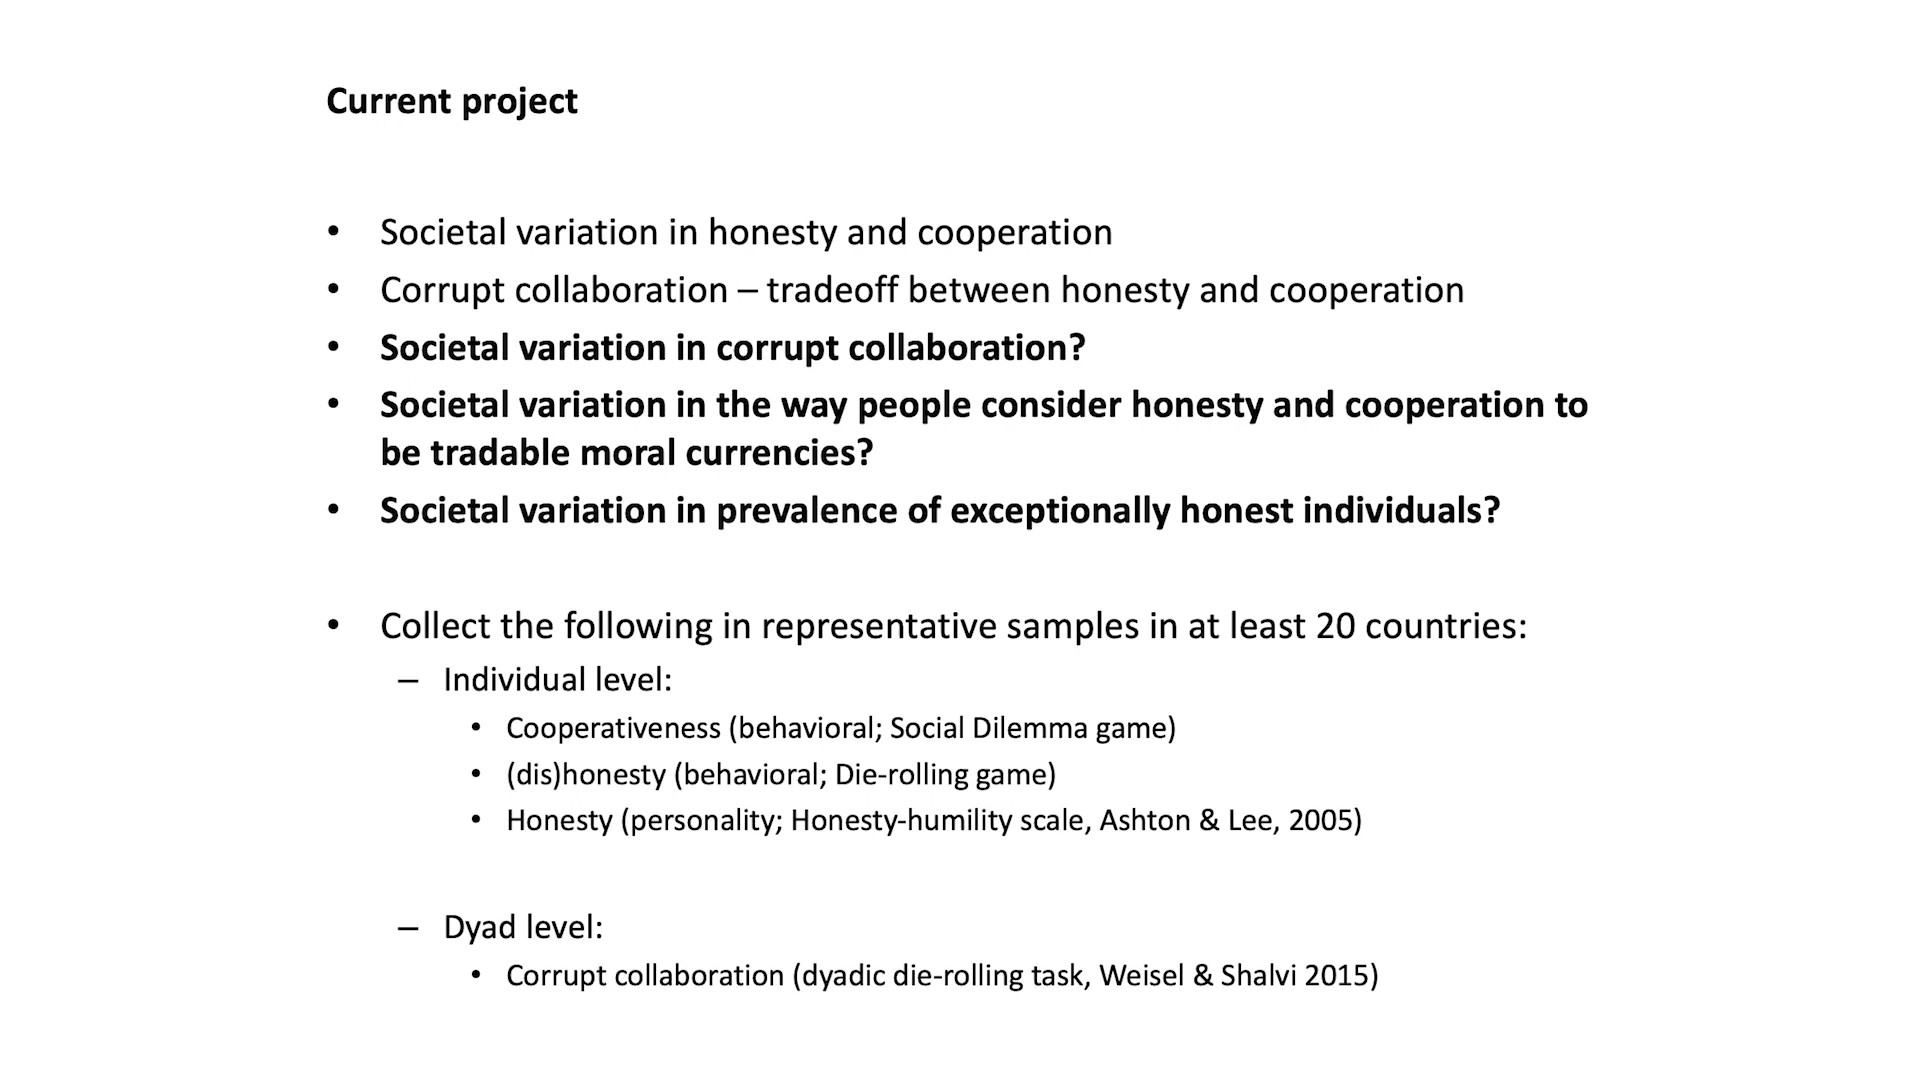 Current project
• Societal variation in honesty and cooperation
• Corrupt collaboration – tradeoff between honesty and cooperation
• Societal variation in corrupt collaboration?
• Societal variation in the way people consider honesty and cooperation to
be tradable moral currencies?
• Societal variation in prevalence of exceptionally honest individuals?
• Collect the following in representative samples in at least 20 countries:
– Individual level:
• Cooperativeness (behavioral; Social Dilemma game)
• (dis)honesty (behavioral; Die-rolling game)
• Honesty (personality; Honesty-humility scale, Ashton & Lee, 2005)
– Dyad level:
• Corrupt collaboration (dyadic die-rolling task, Weisel & Shalvi 2015)